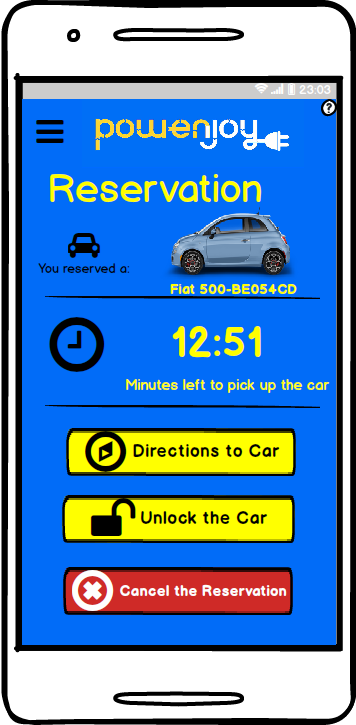 23:03
?
powerenjoy
Reservation
You reserved a:
Fiat 500-BE054CD
12:51
Minutes left to pick up the car
Directions to Car
Unlock the Car
Cancel the Reservation